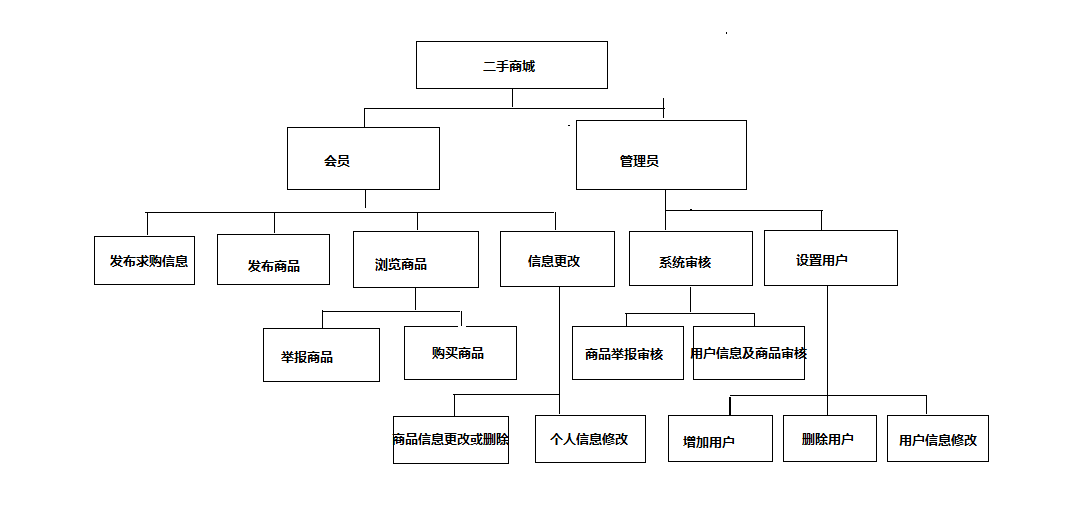 二手商城
会员
管理员
发布求购信息
发布商品
浏览商品
信息更改
系统审核
设置用户
举报商品
购买商品
商品举报审核
用户信息及商品审核
商品信息更改或删除
个人信息修改
增加用户
删除用户
用户信息修改